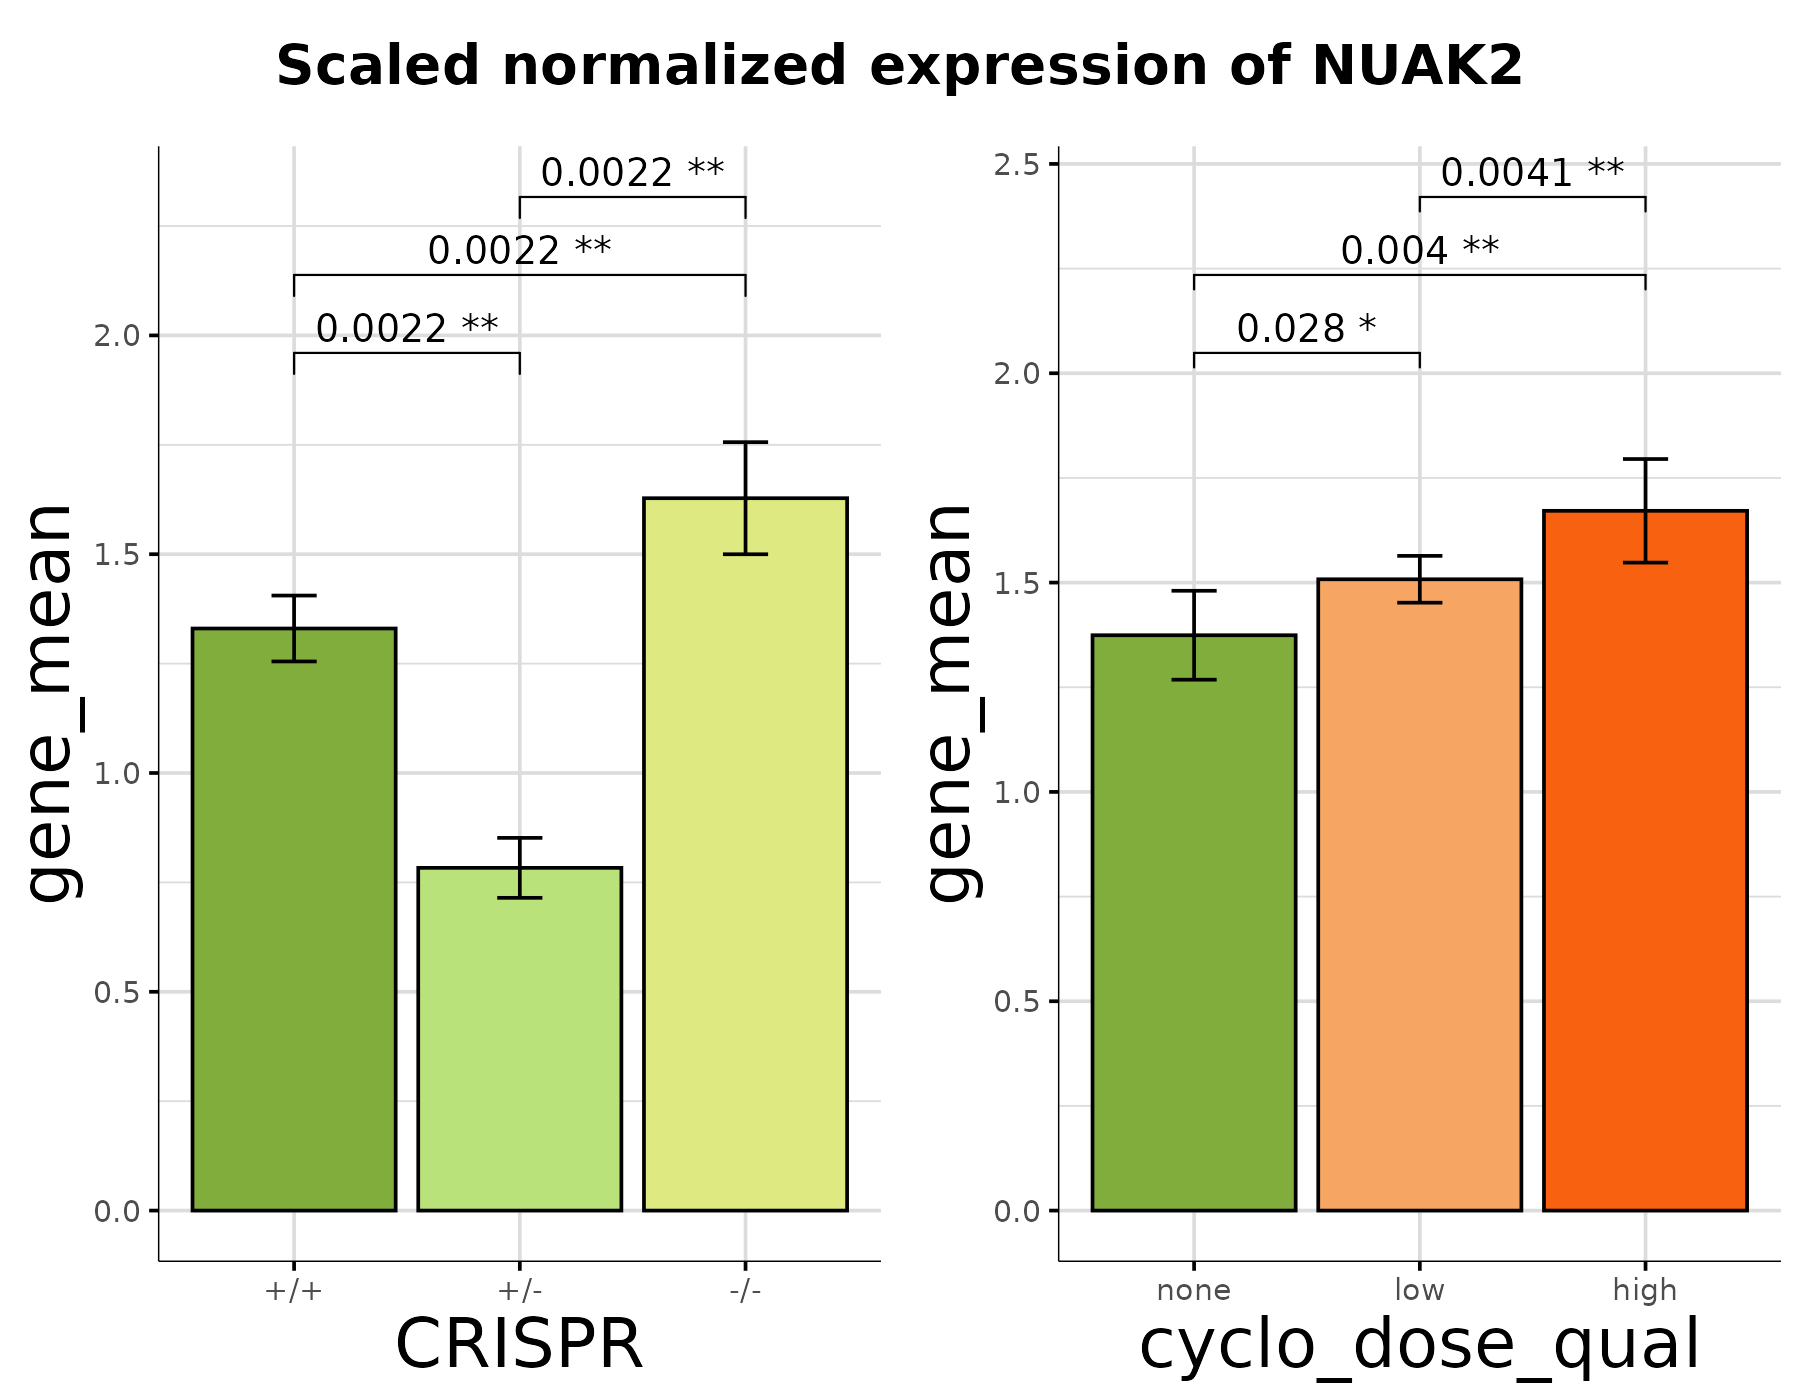 Scaled normalized expression of NUAK2
gene_mean
2.0
1.5
1.0
0.5
0.0
0.0022 **
0.0022 **
0.0022 **
+/+ +/- -/-
CRISPR
gene_mean
2.5
2.0
1.5
1.0
0.5
0.0
0.0041 **
0.004 **
0.028 *
none low high
cyclo_dose_qual